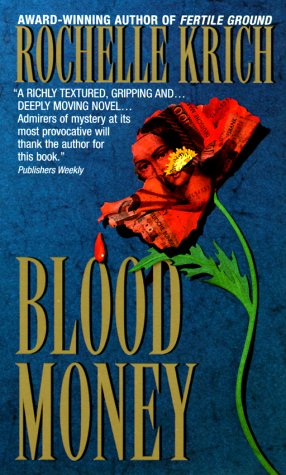 AWARD-WINNING AUTHOR OF FERTILE GROUND
ROCHELLE KRICH
"A RICHLY TEXTURED, GRIPPING AND...
DEEPLY MOVING NOVEL...
Admirers of mystery at its
most provocative will
thank the author for
this book."
Publishers Weekly
BLOOD
MONEY